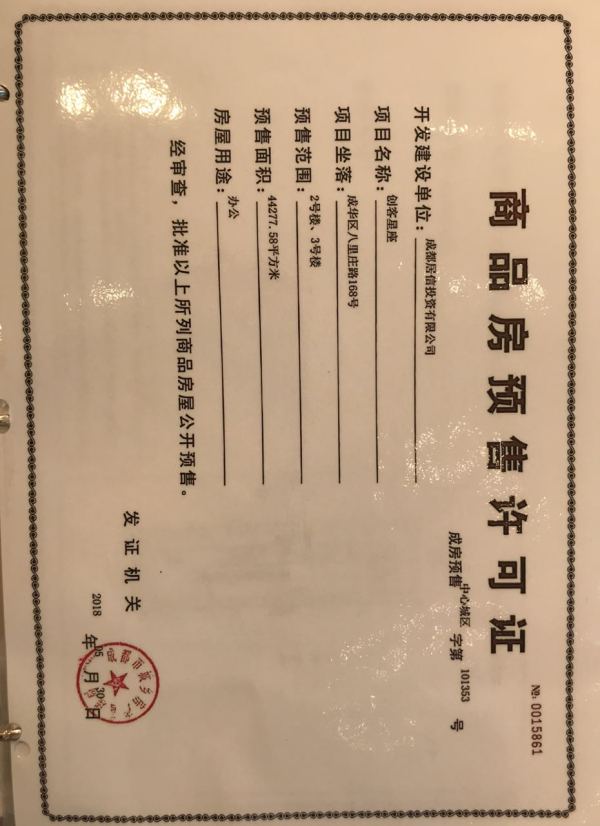 №: 0015861
商品房预售许可证
成房预售中心城区字第 101353 号
开发建设单位：成都居信投资有限公司
项目名称：创客星座
项目坐落：成华区八里庄路168号
预售范围：2号楼、3号楼
预售面积：44277.58平方米
房屋用途：办公
经审查，批准以上所列商品房屋公开预售。
发证机关
2018 年 05 月 30 日